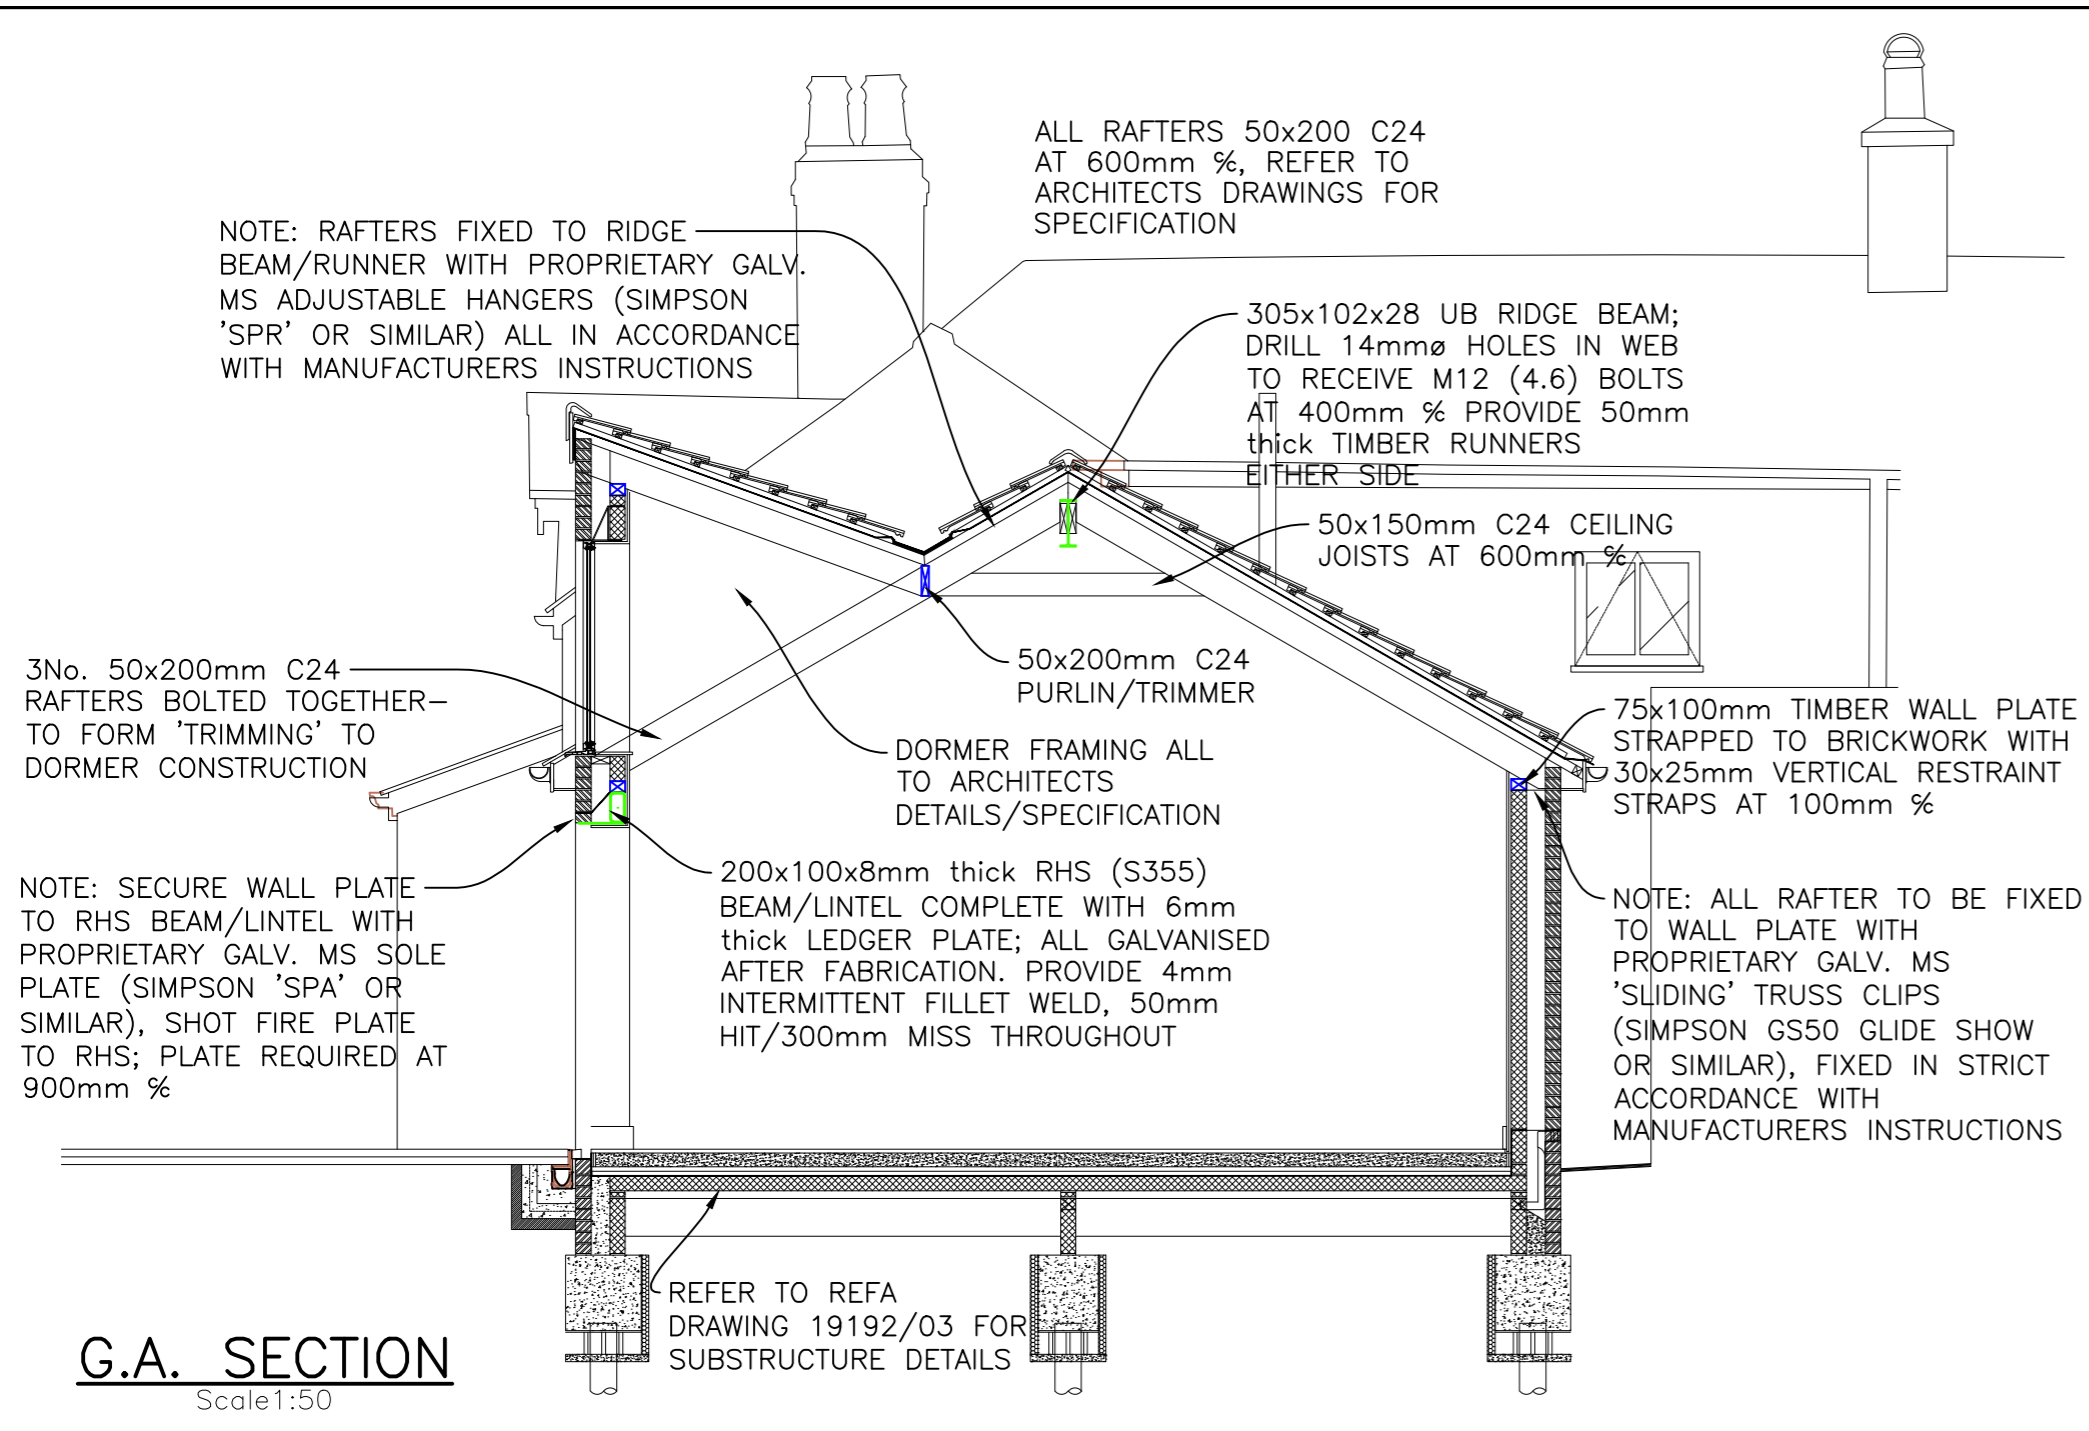 ALL RAFTERS 50x200 C24
AT 600mm ℅, REFER TO
ARCHITECTS DRAWINGS FOR
SPECIFICATION
NOTE: RAFTERS FIXED TO RIDGE
BEAM/RUNNER WITH PROPRIETARY GALV.
MS ADJUSTABLE HANGERS (SIMPSON
'SPR' OR SIMILAR) ALL IN ACCORDANCE
WITH MANUFACTURERS INSTRUCTIONS
305x102x28 UB RIDGE BEAM;
DRILL 14mmø HOLES IN WEB
TO RECEIVE M12 (4.6) BOLTS
AT 400mm ℅ PROVIDE 50mm
thick TIMBER RUNNERS
EITHER SIDE
50x150mm C24 CEILING
JOISTS AT 600mm ℅
3No. 50x200mm C24
RAFTERS BOLTED TOGETHER-
TO FORM 'TRIMMING' TO
DORMER CONSTRUCTION
50x200mm C24
PURLIN/TRIMMER
DORMER FRAMING ALL
TO ARCHITECTS
DETAILS/SPECIFICATION
75x100mm TIMBER WALL PLATE
STRAPPED TO BRICKWORK WITH
30x25mm VERTICAL RESTRAINT
STRAPS AT 100mm ℅
NOTE: SECURE WALL PLATE
TO RHS BEAM/LINTEL WITH
PROPRIETARY GALV. MS SOLE
PLATE (SIMPSON 'SPA' OR
SIMILAR), SHOT FIRE PLATE
TO RHS; PLATE REQUIRED AT
900mm ℅
200x100x8mm thick RHS (S355)
BEAM/LINTEL COMPLETE WITH 6mm
thick LEDGER PLATE; ALL GALVANISED
AFTER FABRICATION. PROVIDE 4mm
INTERMITTENT FILLET WELD, 50mm
HIT/300mm MISS THROUGHOUT
NOTE: ALL RAFTER TO BE FIXED
TO WALL PLATE WITH
PROPRIETARY GALV. MS
'SLIDING' TRUSS CLIPS
(SIMPSON GS50 GLIDE SHOW
OR SIMILAR), FIXED IN STRICT
ACCORDANCE WITH
MANUFACTURERS INSTRUCTIONS
REFER TO REFA
DRAWING 19192/03 FOR
SUBSTRUCTURE DETAILS
G.A. SECTION
Scale1:50